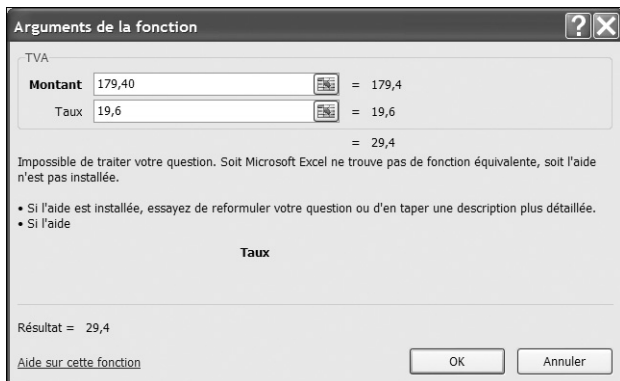 Arguments de la fonction
TVA
Montant 179,40 = 179,4
Taux 19,6 = 19,6
= 29,4
Impossible de traiter votre question. Soit Microsoft Excel ne trouve pas de fonction équivalente, soit l'aide
n'est pas installée.
• Si l'aide est installée, essayez de reformuler votre question ou d'en taper une description plus détaillée.
• Si l'aide
Taux
Résultat = 29,4
Aide sur cette fonction OK Annuler